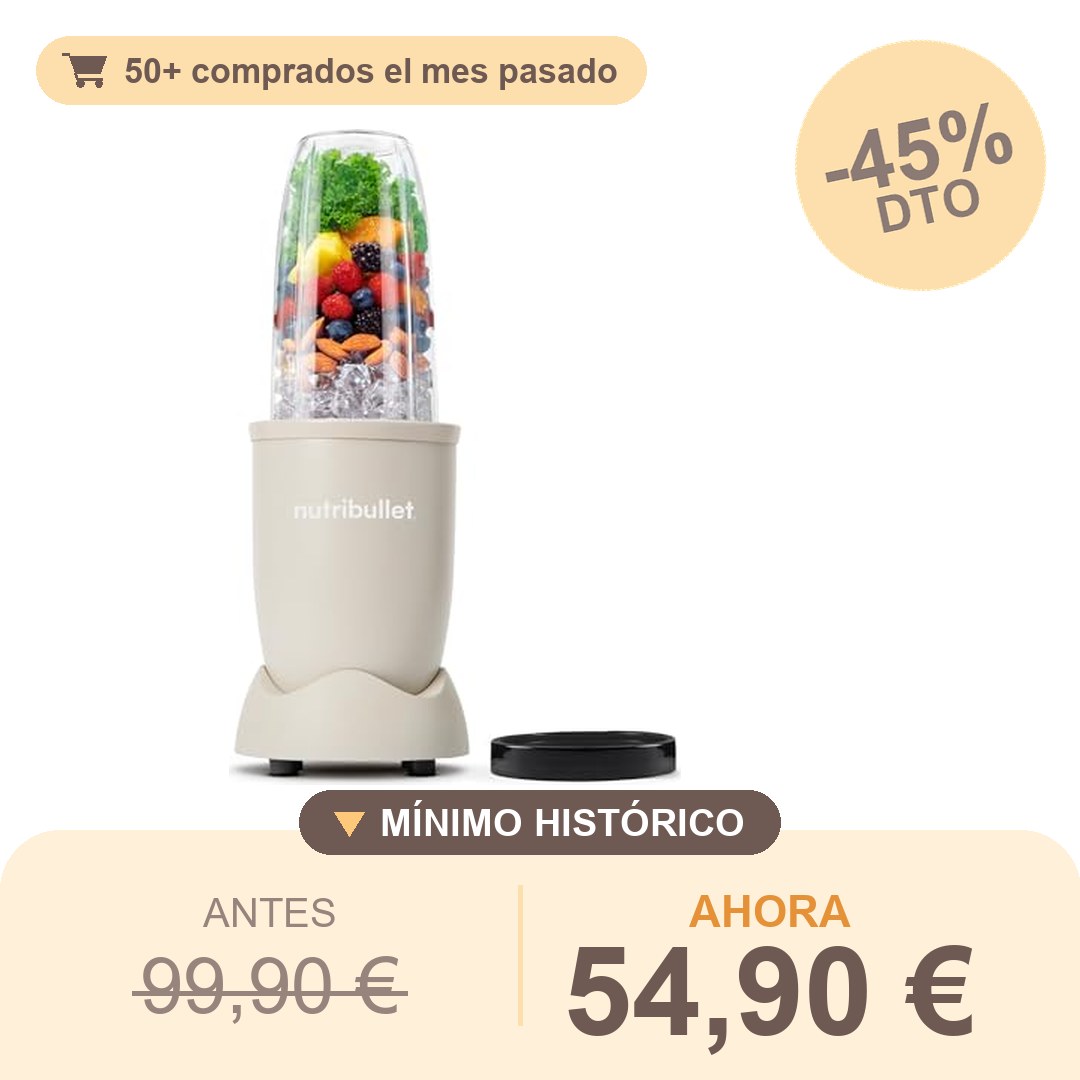 50+ comprados el mes pasado
-45%
DTO
nutribullet
MÍNIMO HISTÓRICO
ANTES
99,90 €
AHORA
54,90 €